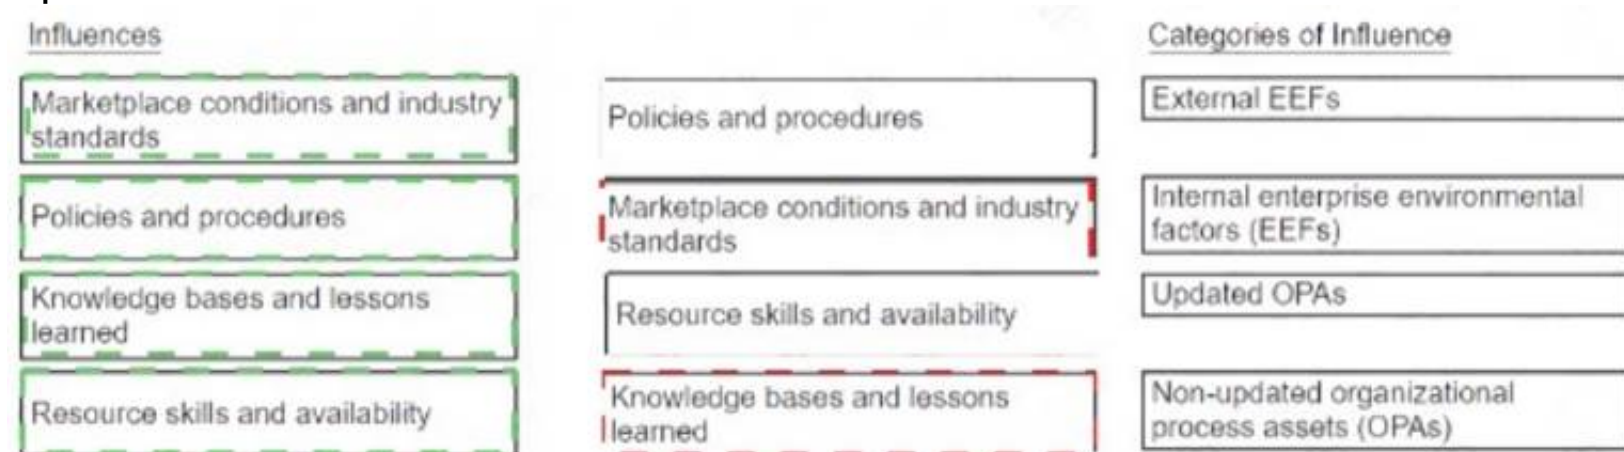 Influences
Marketplace conditions and industry
standards
Policies and procedures
Knowledge bases and lessons
learned
Resource skills and availability
Policies and procedures
Marketplace conditions and industry
standards
Resource skills and availability
Knowledge bases and lessons
learned
Categories of Influence
External EEFs
Internal enterprise environmental
factors (EEFs)
Updated OPAs
Non-updated organizational
process assets (OPAs)